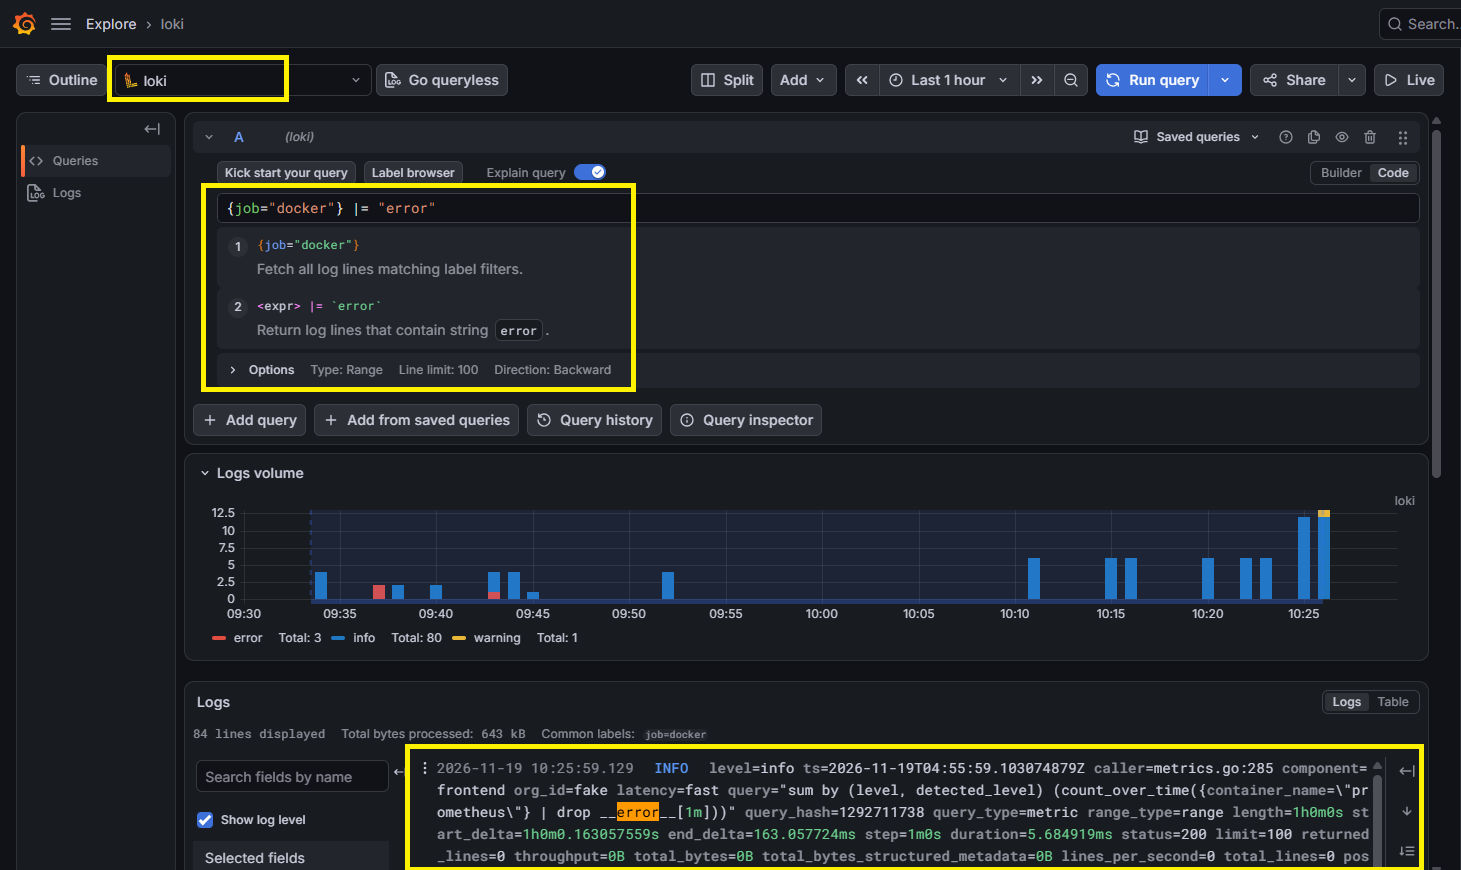 Explore › loki
Search...
Outline
loki
Go queryless
Split
Add
Last 1 hour
Run query
Share
Live
Queries
Logs
A (loki)
Saved queries
Kick start your query
Label browser
Explain query
Builder
Code
{job="docker"} |= "error"
1 {job="docker"}
Fetch all log lines matching label filters.
2 <expr> |= `error`
Return log lines that contain string error .
Options Type: Range Line limit: 100 Direction: Backward
+ Add query
+ Add from saved queries
Query history
Query inspector
Logs volume
loki
12.5
10
7.5
5
2.5
0
09:30 09:35 09:40 09:45 09:50 09:55 10:00 10:05 10:10 10:15 10:20 10:25
error Total: 3 info Total: 80 warning Total: 1
Logs
Logs
Table
84 lines displayed Total bytes processed: 643 kB Common labels: job=docker
Search fields by name
Show log level
Selected fields
2026-11-19 10:25:59.129 INFO level=info ts=2026-11-19T04:55:59.103074879Z caller=metrics.go:285 component=
frontend org_id=fake latency=fast query="sum by (level, detected_level) (count_over_time({container_name=\"pr
ometheus\"} | drop __error__[1m]))" query_hash=1292711738 query_type=metric range_type=range length=1h0m0s st
art_delta=1h0m0.163057559s end_delta=163.057724ms step=1m0s duration=5.684919ms status=200 limit=100 returned
_lines=0 throughput=0B total_bytes=0B total_bytes_structured_metadata=0B lines_per_second=0 total_lines=0 pos